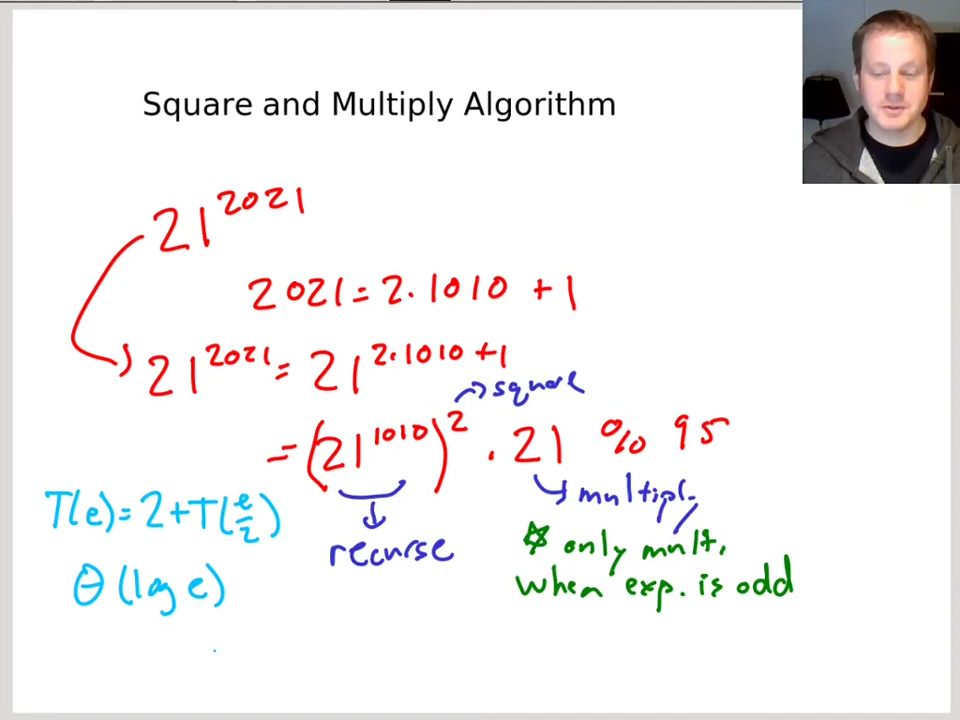 Square and Multiply Algorithm
21^2021
2021 = 2·1010 + 1
21^2021 = 21^2·1010+1
→ square
= (21^1010)^2 · 21 % 95
→ multiply
T(e) = 2 + T(e/2)
recurse
☆ only mult.
when exp. is odd
Θ(log e)